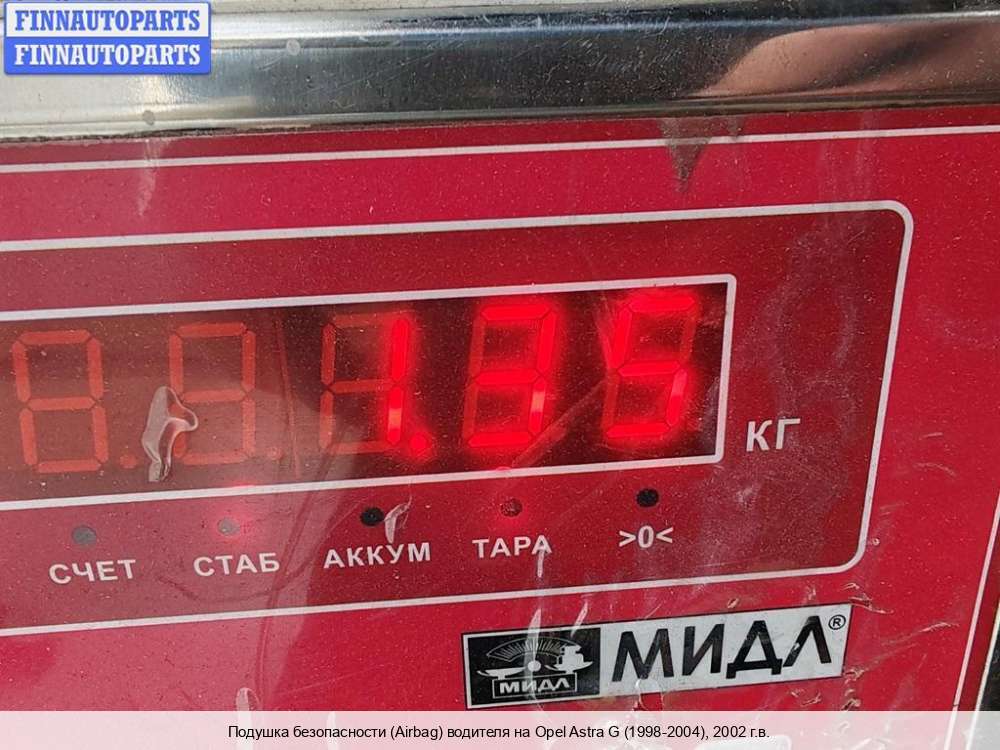 FINNAUTOPARTS
FINNAUTOPARTS
1.35
КГ
СЧЕТ СТАБ АККУМ ТАРА >0<
МИДЛ МИДЛ®
Подушка безопасности (Airbag) водителя на Opel Astra G (1998-2004), 2002 г.в.